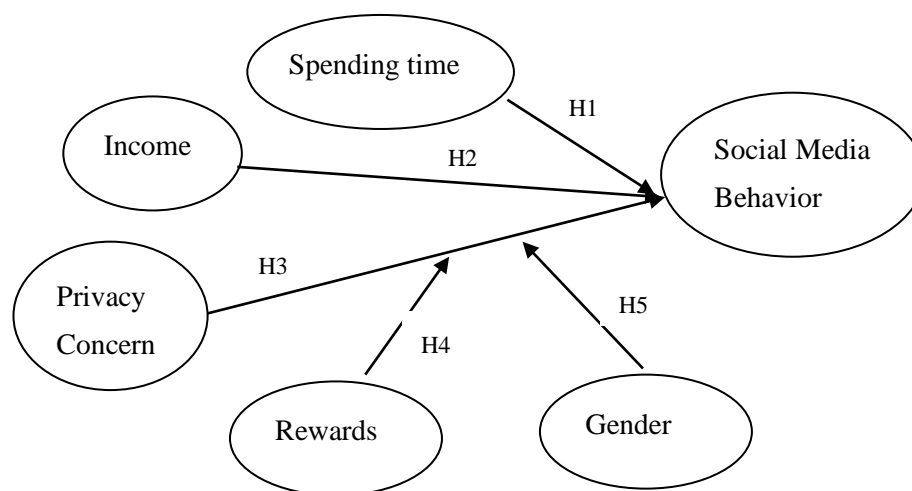 Spending time
H1
Income
H2
Social Media
Behavior
H3
Privacy
Concern
H5
H4
Rewards
Gender